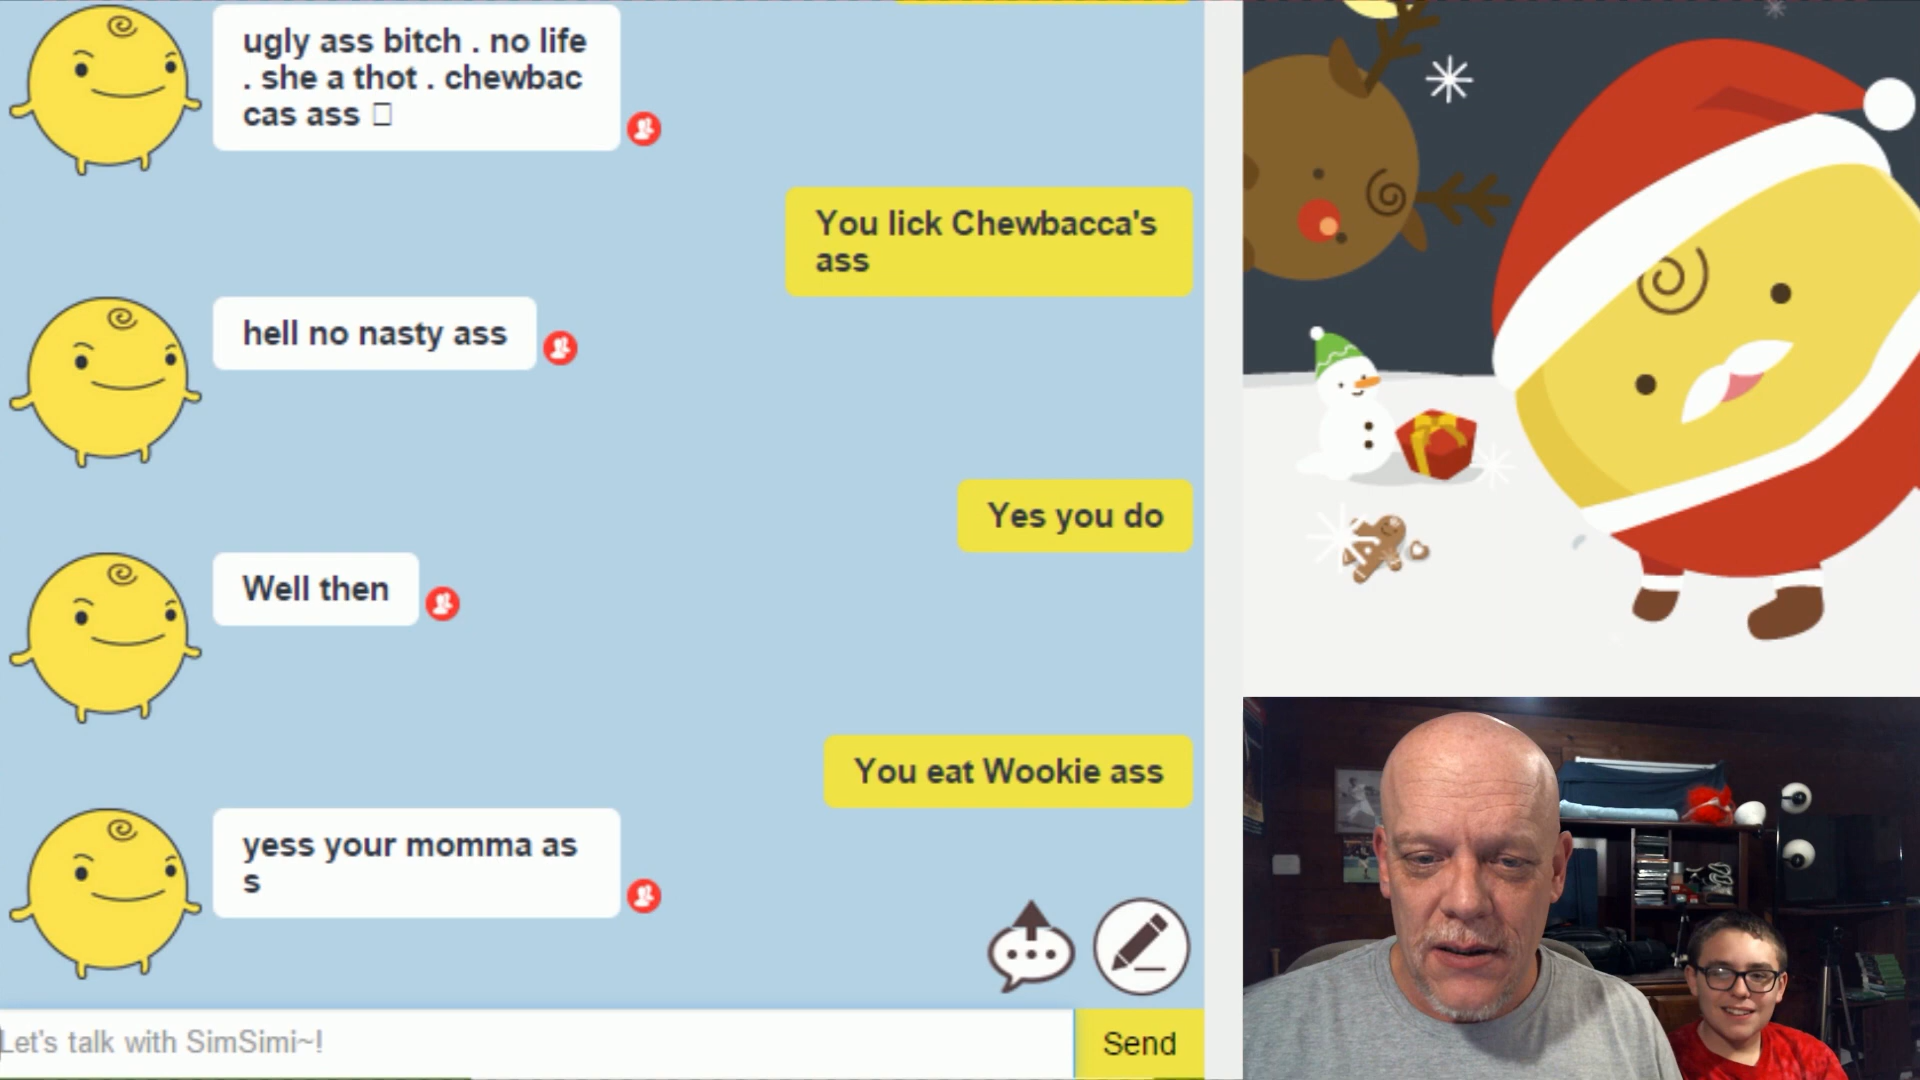 ugly ass bitch . no life
. she a thot . chewbac
cas ass □
You lick Chewbacca's
ass
hell no nasty ass
Yes you do
Well then
You eat Wookie ass
yess your momma as
s
Let's talk with SimSimi~!
Send